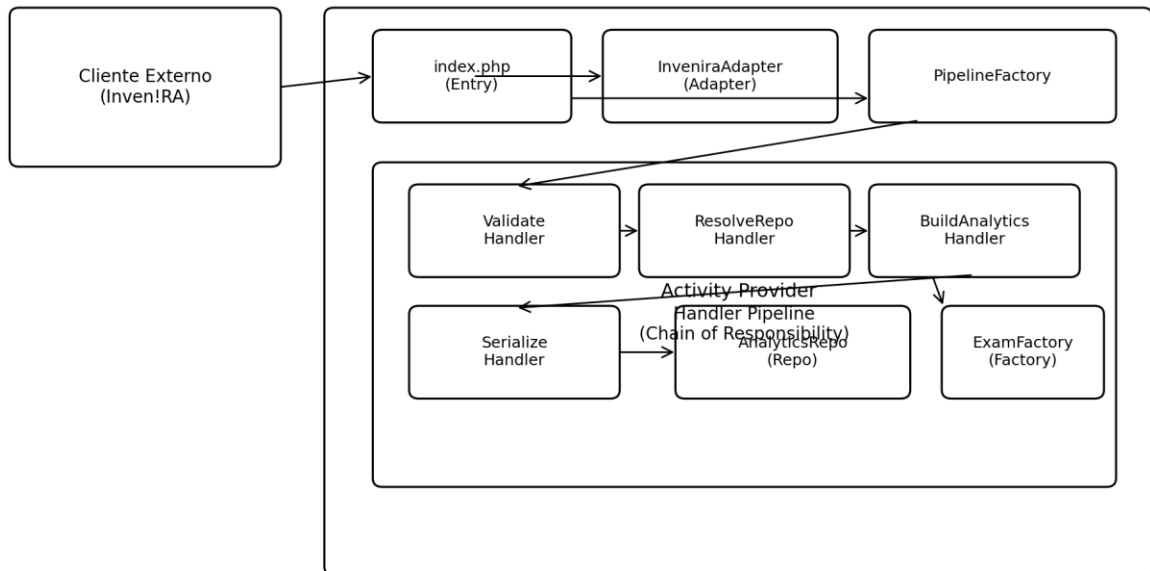 Cliente Externo
(Inven!RA)
index.php
(Entry)
InveniraAdapter
(Adapter)
PipelineFactory
Validate
Handler
ResolveRepo
Handler
BuildAnalytics
Handler
Activity Provider
Handler Pipeline
(Chain of Responsibility)
Serialize
Handler
AnalyticsRepo
(Repo)
ExamFactory
(Factory)